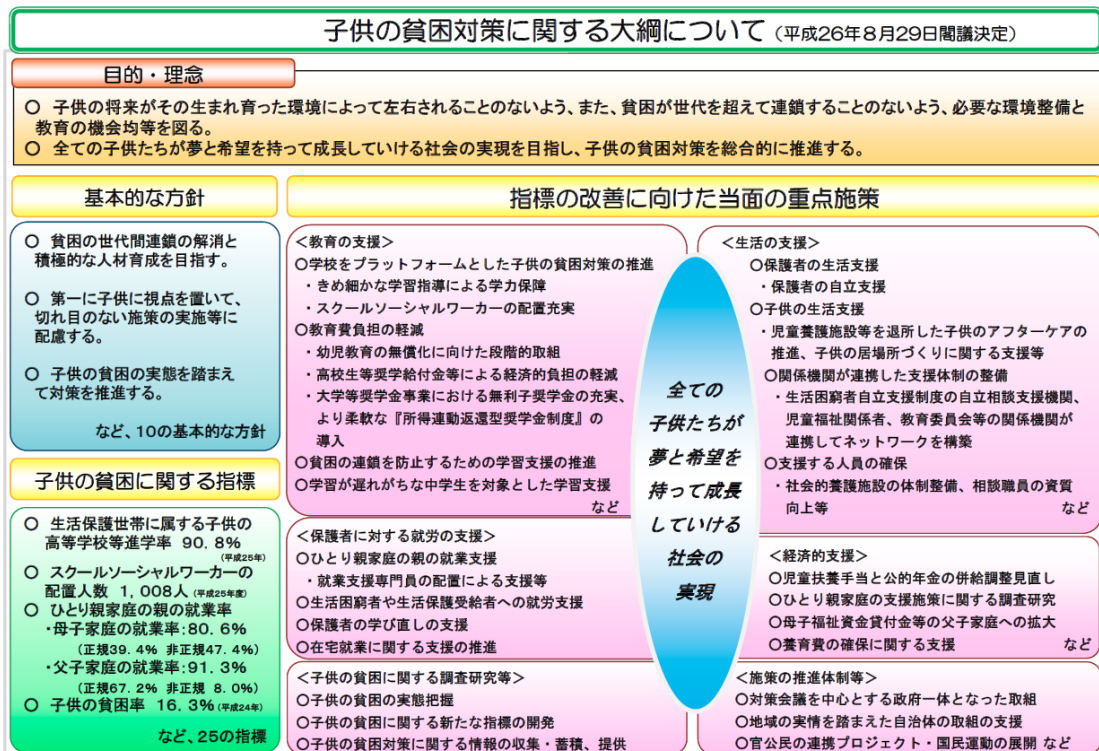 子供の貧困対策に関する大綱について（平成26年8月29日閣議決定）
目的・理念
○ 子供の将来がその生まれ育った環境によって左右されることのないよう、また、貧困が世代を超えて連鎖することのないよう、必要な環境整備と
教育の機会均等を図る。
○ 全ての子供たちが夢と希望を持って成長していける社会の実現を目指し、子供の貧困対策を総合的に推進する。
基本的な方針
○ 貧困の世代間連鎖の解消と
積極的な人材育成を目指す。
○ 第一に子供に視点を置いて、
切れ目のない施策の実施等に
配慮する。
○ 子供の貧困の実態を踏まえ
て対策を推進する。
など、10の基本的な方針
子供の貧困に関する指標
○ 生活保護世帯に属する子供の
高等学校等進学率 90.8%
（平成25年）
○ スクールソーシャルワーカーの
配置人数 1,008人（平成25年度）
○ ひとり親家庭の親の就業率
・母子家庭の就業率：80.6%
（正規39.4% 非正規47.4%）
・父子家庭の就業率：91.3%
（正規67.2% 非正規 8.0%）
○ 子供の貧困率 16.3%（平成24年）
など、25の指標
指標の改善に向けた当面の重点施策
＜教育の支援＞
○学校をプラットフォームとした子供の貧困対策の推進
・きめ細かな学習指導による学力保障
・スクールソーシャルワーカーの配置充実
○教育費負担の軽減
・幼児教育の無償化に向けた段階的取組
・高校生等奨学給付金等による経済的負担の軽減
・大学等奨学金事業における無利子奨学金の充実、
より柔軟な『所得連動返還型奨学金制度』の
導入
○貧困の連鎖を防止するための学習支援の推進
○学習が遅れがちな中学生を対象とした学習支援
など
＜保護者に対する就労の支援＞
○ひとり親家庭の親の就業支援
・就業支援専門員の配置による支援等
○生活困窮者や生活保護受給者への就労支援
○保護者の学び直しの支援
○在宅就業に関する支援の推進
＜子供の貧困に関する調査研究等＞
○子供の貧困の実態把握
○子供の貧困に関する新たな指標の開発
○子供の貧困対策に関する情報の収集・蓄積、提供
全ての
子供たちが
夢と希望を
持って成長
していける
社会の
実現
＜生活の支援＞
○保護者の生活支援
・保護者の自立支援
○子供の生活支援
・児童養護施設等を退所した子供のアフターケアの
推進、子供の居場所づくりに関する支援等
○関係機関が連携した支援体制の整備
・生活困窮者自立支援制度の自立相談支援機関、
児童福祉関係者、教育委員会等の関係機関が
連携してネットワークを構築
○支援する人員の確保
・社会的養護施設の体制整備、相談職員の資質
向上等 など
＜経済的支援＞
○児童扶養手当と公的年金の併給調整見直し
○ひとり親家庭の支援施策に関する調査研究
○母子福祉資金貸付金等の父子家庭への拡大
○養育費の確保に関する支援 など
＜施策の推進体制等＞
○対策会議を中心とする政府一体となった取組
○地域の実情を踏まえた自治体の取組の支援
○官公民の連携プロジェクト・国民運動の展開 など